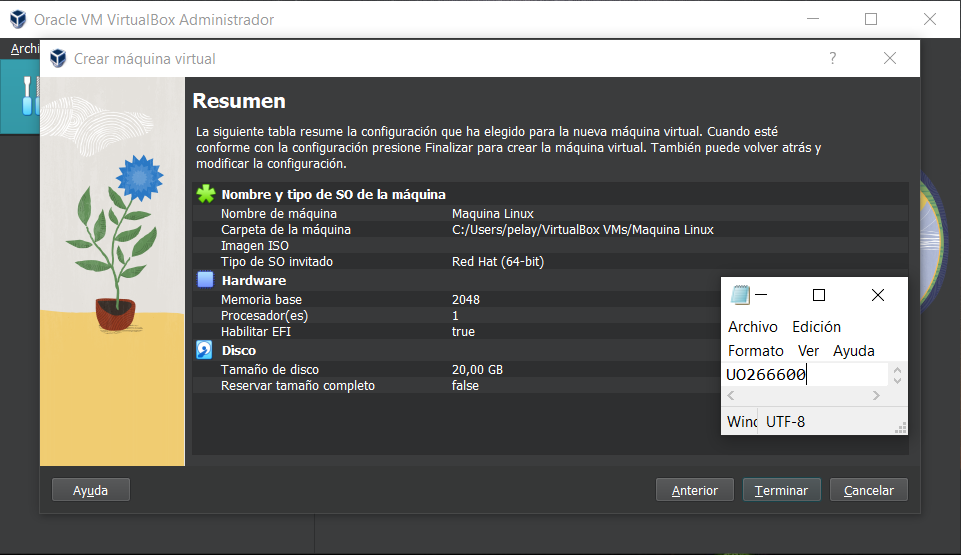 Oracle VM VirtualBox Administrador
Archi
Crear máquina virtual
?
Resumen
La siguiente tabla resume la configuración que ha elegido para la nueva máquina virtual. Cuando esté
conforme con la configuración presione Finalizar para crear la máquina virtual. También puede volver atrás y
modificar la configuración.
Nombre y tipo de SO de la máquina
Nombre de máquina Maquina Linux
Carpeta de la máquina C:/Users/pelay/VirtualBox VMs/Maquina Linux
Imagen ISO
Tipo de SO invitado Red Hat (64-bit)
Hardware
Memoria base 2048
Procesador(es) 1
Habilitar EFI true
Disco
Tamaño de disco 20,00 GB
Reservar tamaño completo false
Archivo Edición
Formato Ver Ayuda
UO266600
Winc UTF-8
Ayuda Anterior Terminar Cancelar